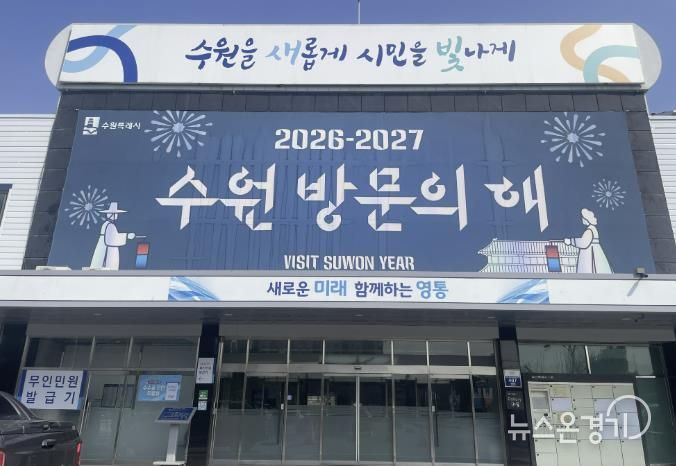 수원을 새롭게 시민을 빛나게
수원특례시
2026-2027
수원 방문의 해
VISIT SUWON YEAR
새로운 미래 함께하는 영통
무인민원
발급기
뉴스온경기